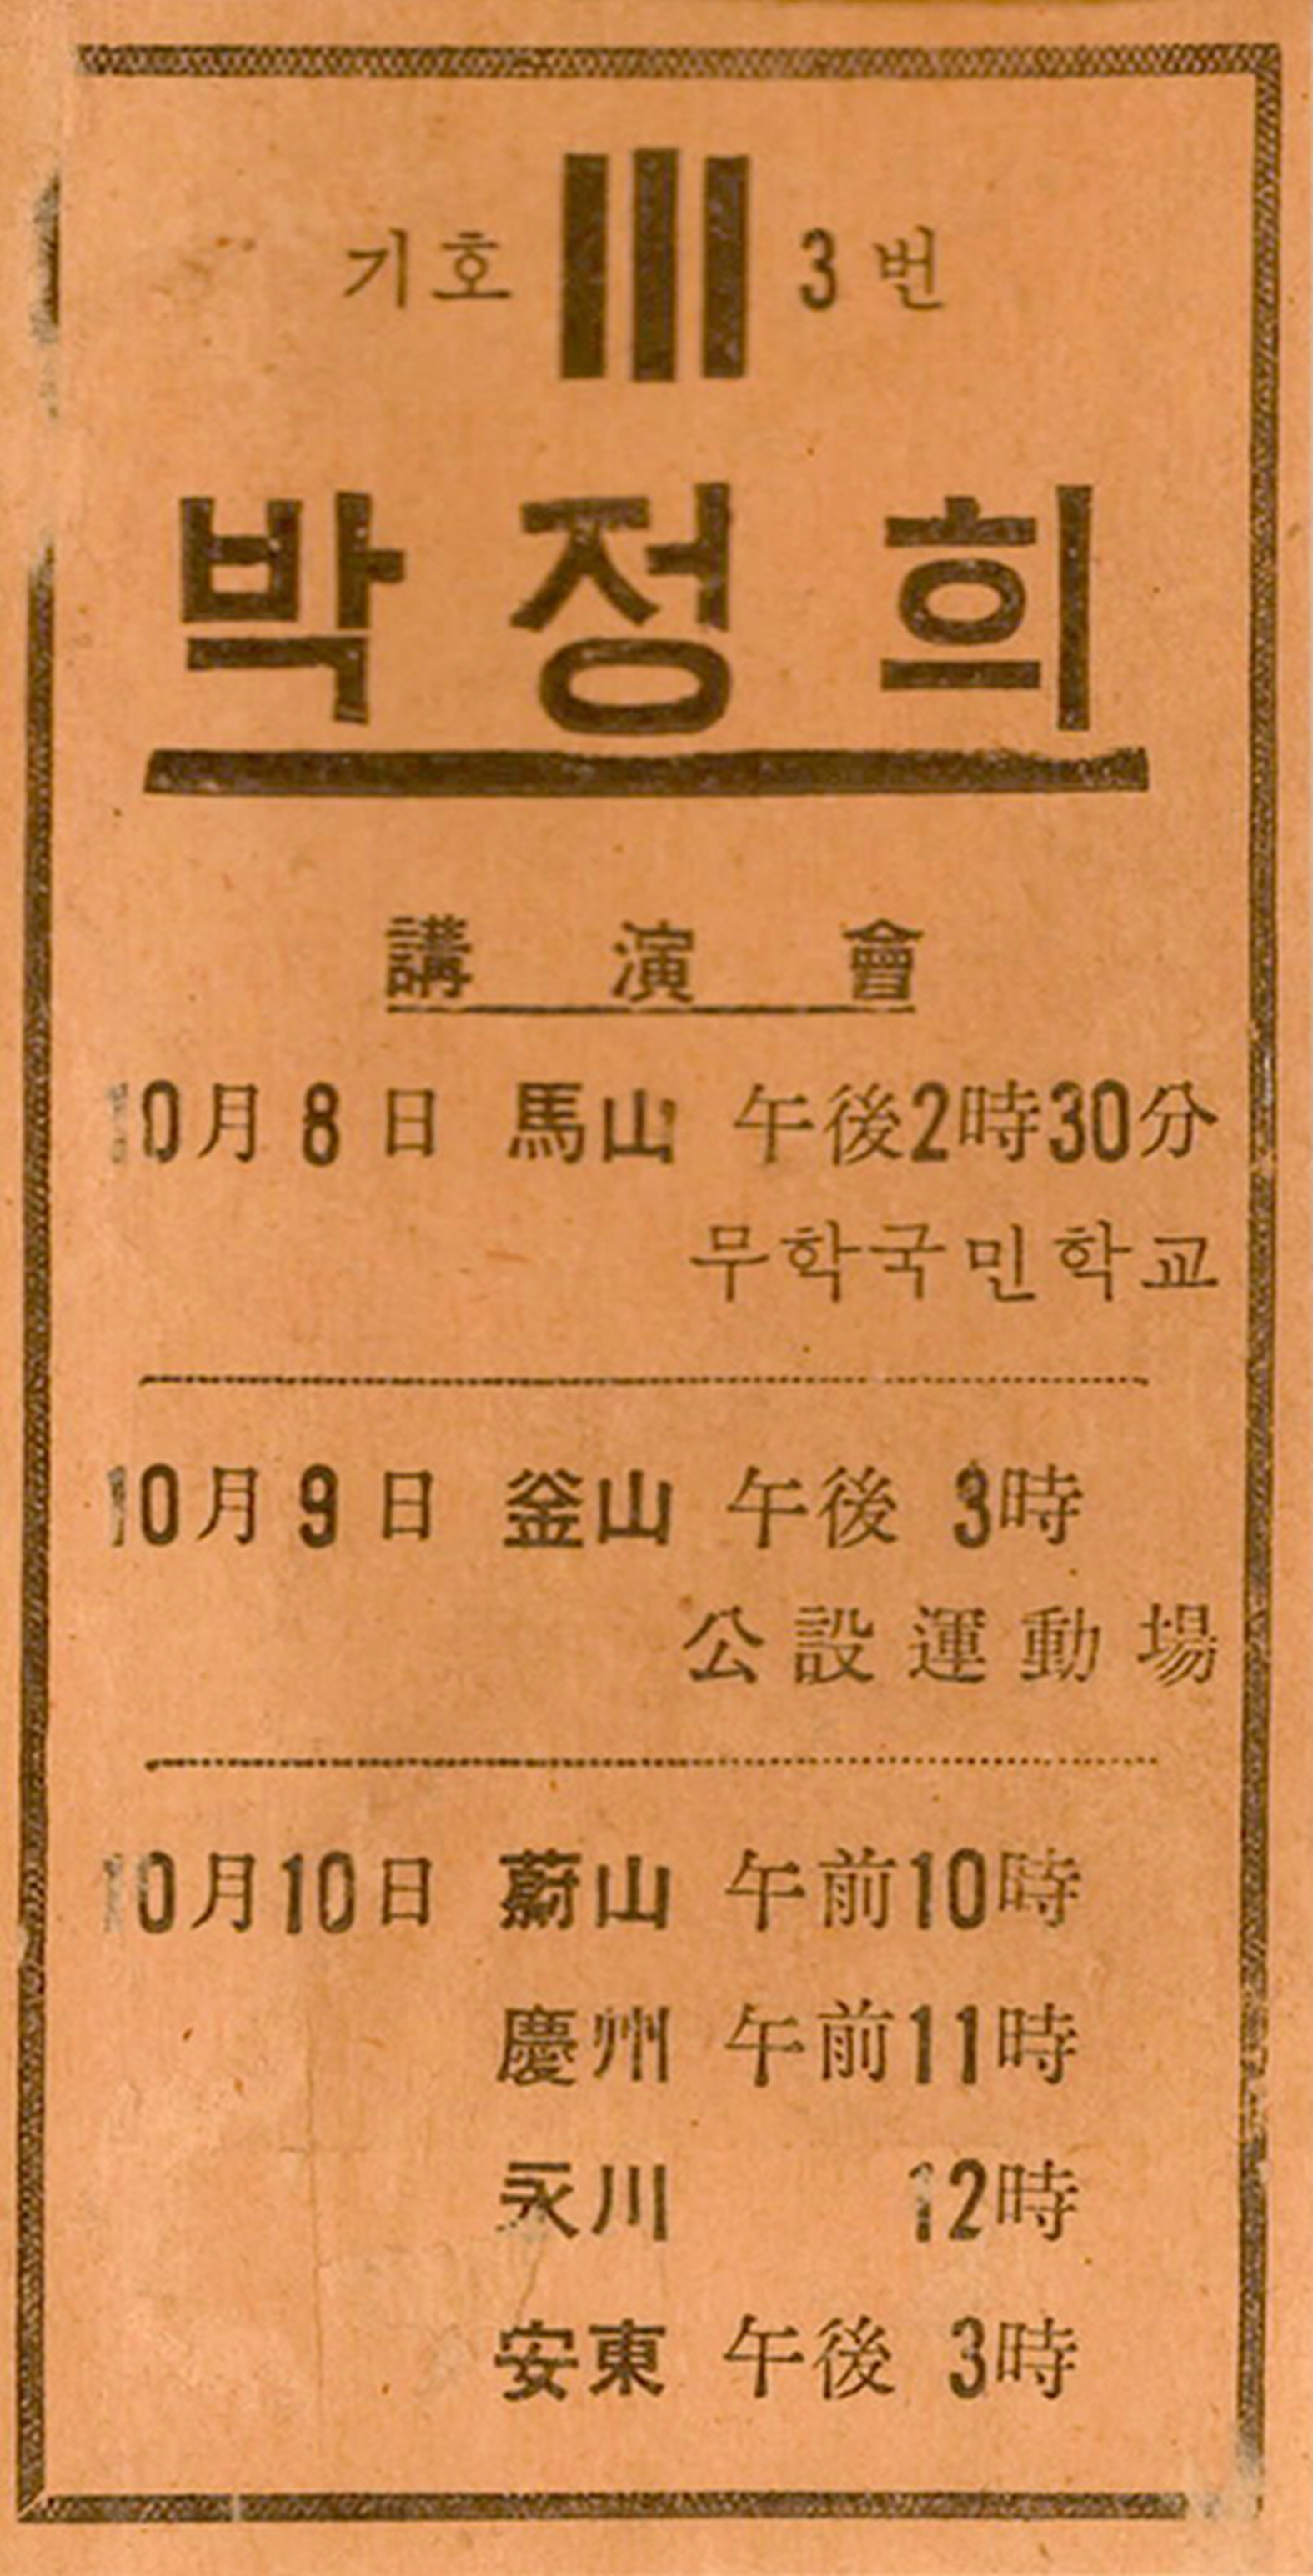 기호 III 3번
박정희
講演會
10月8日 馬山 午後2時30分
무학국민학교
10月9日 釜山 午後 3時
公設運動場
10月10日 蔚山 午前10時
慶州 午前11時
永川 12時
安東 午後 3時